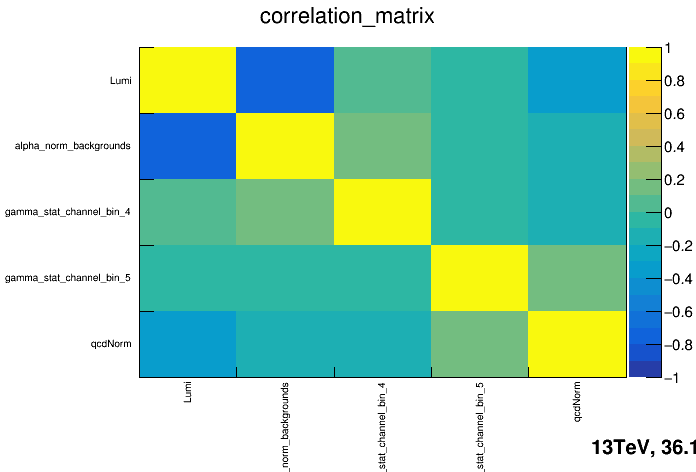 correlation_matrix
Lumi
alpha_norm_backgrounds
gamma_stat_channel_bin_4
gamma_stat_channel_bin_5
qcdNorm
1
0.8
0.6
0.4
0.2
0
−0.2
−0.4
−0.6
−0.8
−1
Lumi
_norm_backgrounds
_stat_channel_bin_4
_stat_channel_bin_5
qcdNorm
13TeV, 36.1